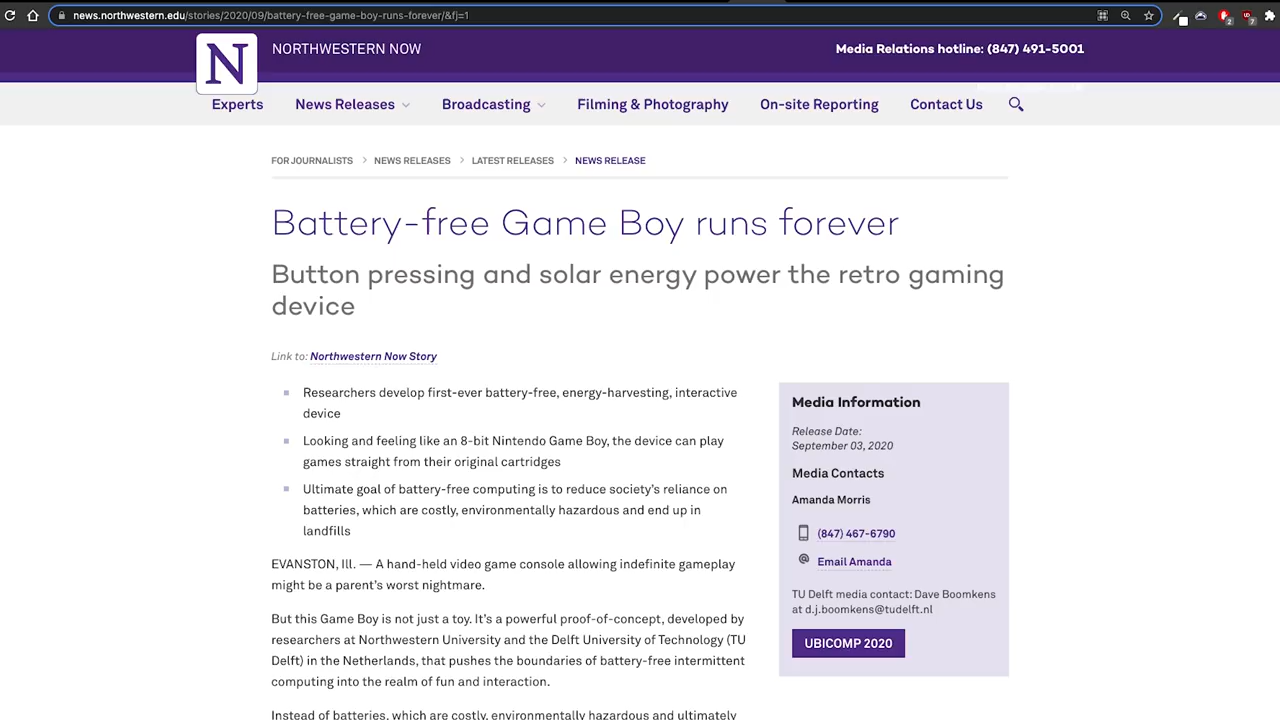 news.northwestern.edu/stories/2020/09/battery-free-game-boy-runs-forever/&fj=1
N
NORTHWESTERN NOW
Media Relations hotline: (847) 491-5001
Experts
News Releases
Broadcasting
Filming & Photography
On-site Reporting
Contact Us
FOR JOURNALISTS > NEWS RELEASES > LATEST RELEASES > NEWS RELEASE
Battery-free Game Boy runs forever
Button pressing and solar energy power the retro gaming
device
Link to: Northwestern Now Story
Researchers develop first-ever battery-free, energy-harvesting, interactive
device
Looking and feeling like an 8-bit Nintendo Game Boy, the device can play
games straight from their original cartridges
Ultimate goal of battery-free computing is to reduce society's reliance on
batteries, which are costly, environmentally hazardous and end up in
landfills
EVANSTON, Ill. — A hand-held video game console allowing indefinite gameplay
might be a parent's worst nightmare.
But this Game Boy is not just a toy. It's a powerful proof-of-concept, developed by
researchers at Northwestern University and the Delft University of Technology (TU
Delft) in the Netherlands, that pushes the boundaries of battery-free intermittent
computing into the realm of fun and interaction.
Instead of batteries, which are costly, environmentally hazardous and ultimately
Media Information
Release Date:
September 03, 2020
Media Contacts
Amanda Morris
(847) 467-6790
@ Email Amanda
TU Delft media contact: Dave Boomkens
at d.j.boomkens@tudelft.nl
UBICOMP 2020